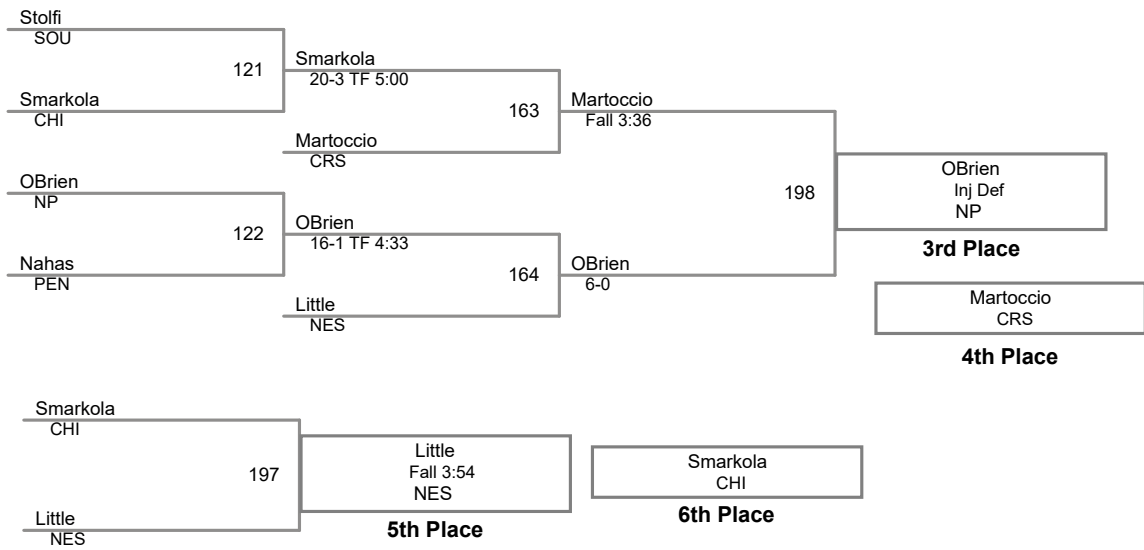 Stolfi
SOU
121
Smarkola
20-3 TF 5:00
Smarkola
CHI
163
Martoccio
Fall 3:36
Martoccio
CRS
OBrien
NP
198
OBrien
Inj Def
NP
3rd Place
122
OBrien
16-1 TF 4:33
Nahas
PEN
164
OBrien
6-0
Little
NES
Martoccio
CRS
4th Place
Smarkola
CHI
197
Little
Fall 3:54
NES
5th Place
Smarkola
CHI
6th Place
Little
NES